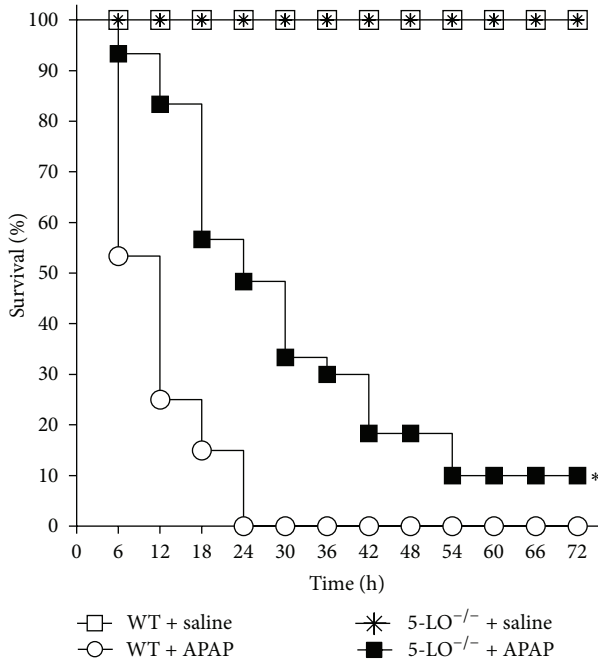 100
90
80
70
60
50
40
30
20
10
0
Survival (%)
*
0 6 12 18 24 30 36 42 48 54 60 66 72
Time (h)
WT + saline
5-LO−/− + saline
WT + APAP
5-LO−/− + APAP